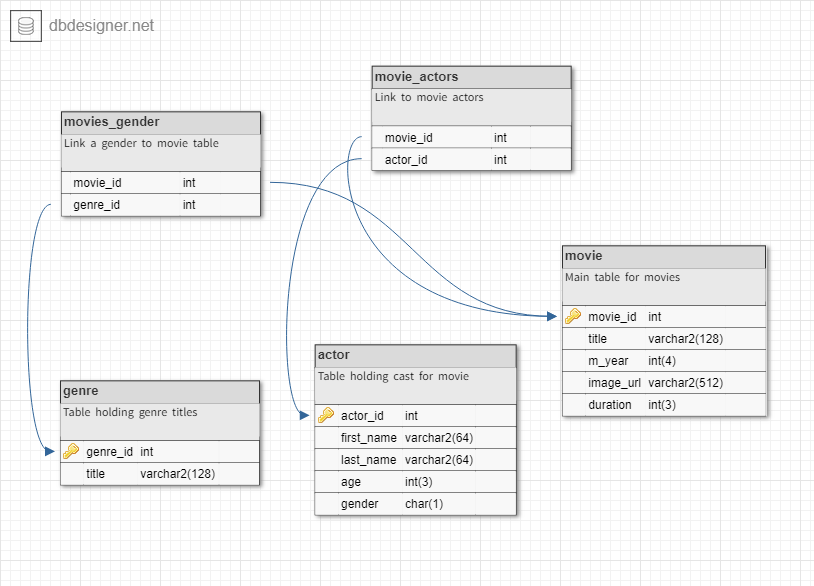 dbdesigner.net
movie_actors
Link to movie actors
movie_id int
actor_id int
movies_gender
Link a gender to movie table
movie_id int
genre_id int
movie
Main table for movies
movie_id int
title varchar2(128)
m_year int(4)
image_url varchar2(512)
duration int(3)
actor
Table holding cast for movie
actor_id int
first_name varchar2(64)
last_name varchar2(64)
age int(3)
gender char(1)
genre
Table holding genre titles
genre_id int
title varchar2(128)